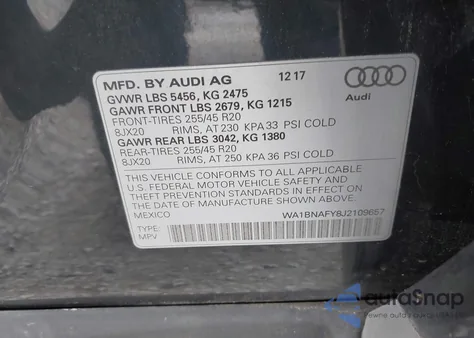 MFD. BY AUDI AG 12 17
GVWR LBS 5456, KG 2475
GAWR FRONT LBS 2679, KG 1215
FRONT-TIRES 255/45 R20
8JX20 RIMS, AT 230 KPA 33 PSI COLD
GAWR REAR LBS 3042, KG 1380
REAR-TIRES 255/45 R20
8JX20 RIMS, AT 250 KPA 36 PSI COLD
Audi
THIS VEHICLE CONFORMS TO ALL APPLICABLE
U.S. FEDERAL MOTOR VEHICLE SAFETY AND
THEFT PREVENTION STANDARDS IN EFFECT ON THE
DATE OF MANUFACTURE SHOWN ABOVE.
MEXICO WA1BNAFY8J2109657
TYPE:
MPV
autoSnap